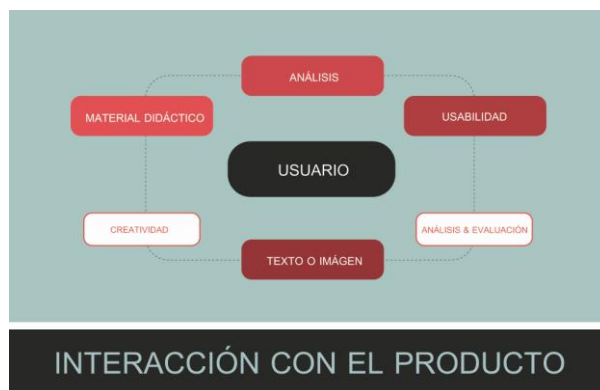 ANÁLISIS
MATERIAL DIDÁCTICO
USABILIDAD
USUARIO
CREATIVIDAD
ANÁLISIS & EVALUACIÓN
TEXTO O IMÁGEN
INTERACCIÓN CON EL PRODUCTO